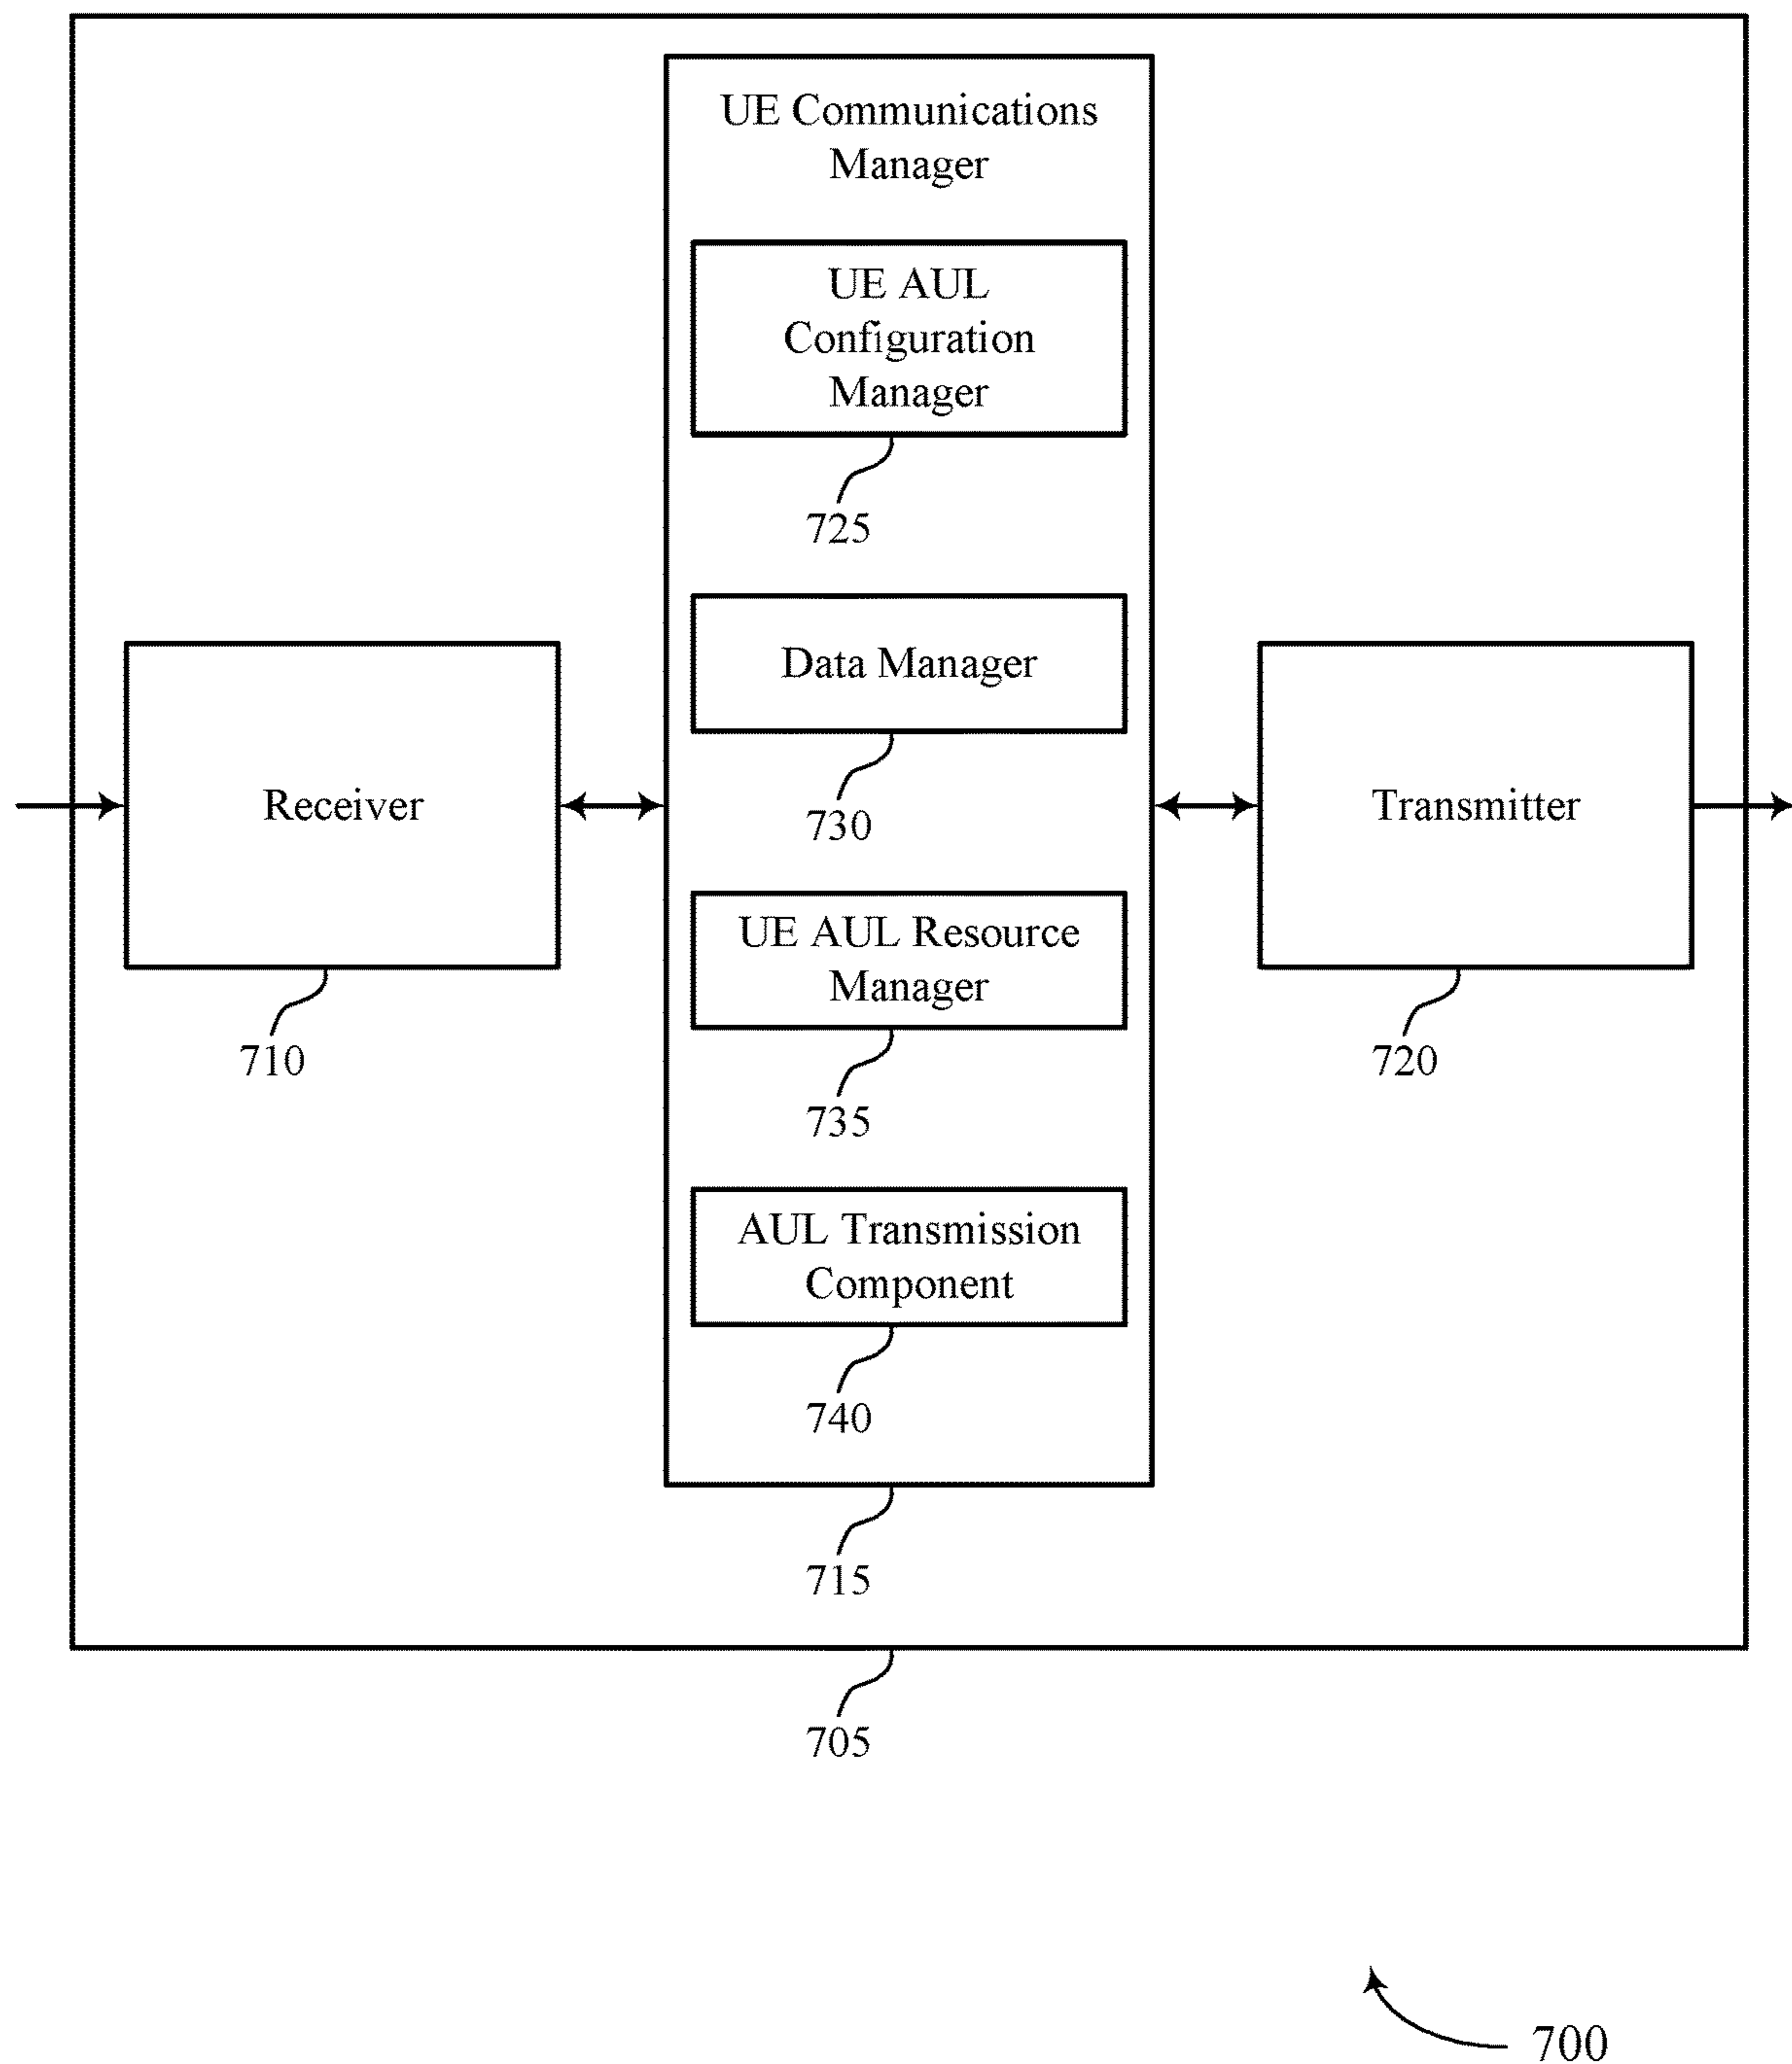 UE Communications
Manager
UE AUL
Configuration
Manager
725
Data Manager
730
Receiver
710
Transmitter
720
UE AUL Resource
Manager
735
AUL Transmission
Component
740
715
705
700